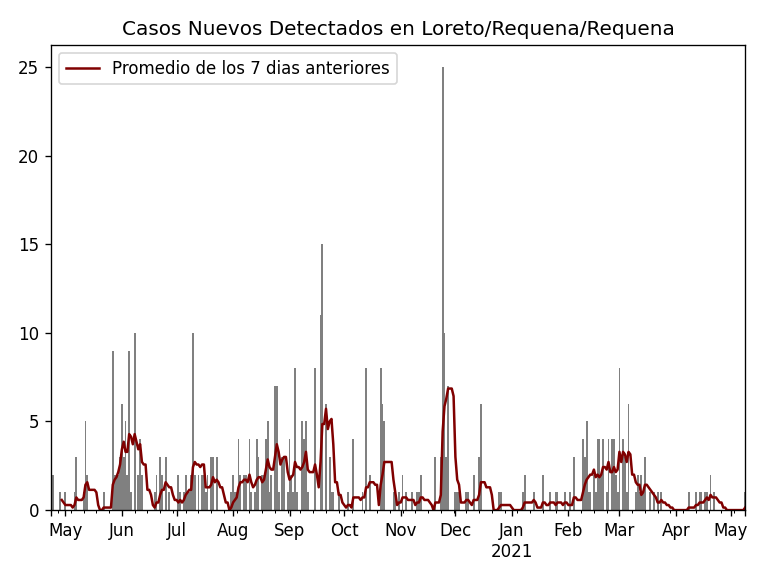 Casos Nuevos Detectados en Loreto/Requena/Requena
Promedio de los 7 dias anteriores
25
20
15
10
5
0
May Jun Jul Aug Sep Oct Nov Dec Jan Feb Mar Apr May
2021